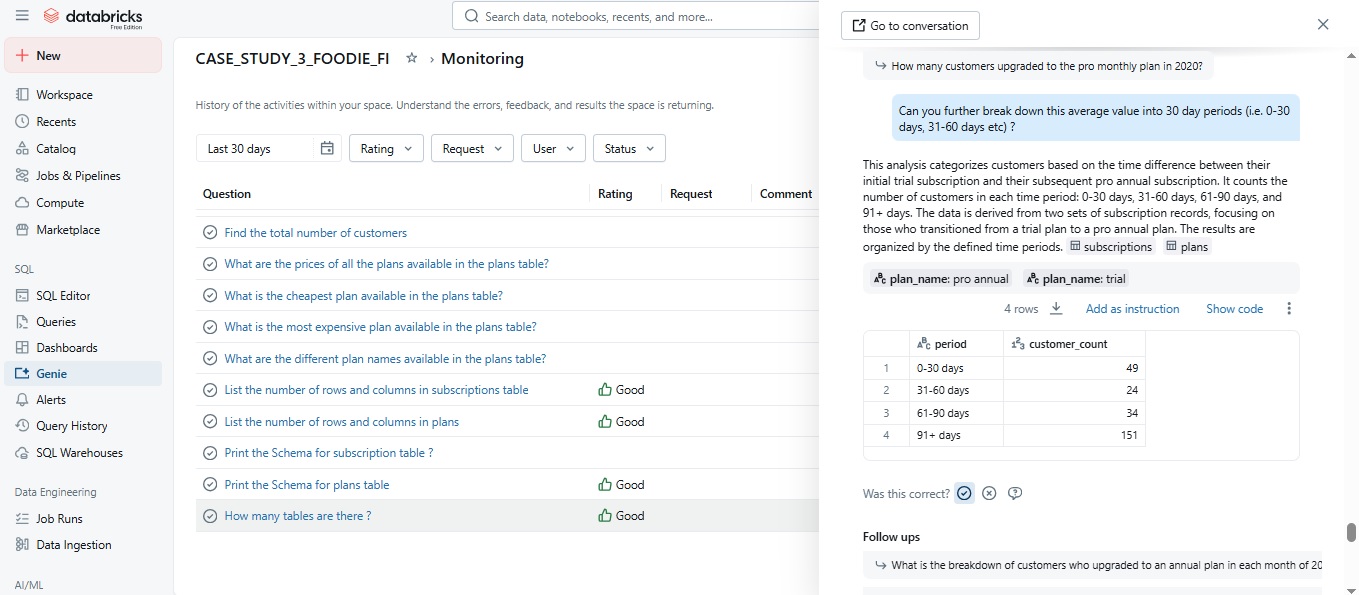 databricks
Free Edition
Search data, notebooks, recents, and more...
New
Workspace
Recents
Catalog
Jobs & Pipelines
Compute
Marketplace
SQL
SQL Editor
Queries
Dashboards
Genie
Alerts
Query History
SQL Warehouses
Data Engineering
Job Runs
Data Ingestion
AI/ML
CASE_STUDY_3_FOODIE_FI › Monitoring
History of the activities within your space. Understand the errors, feedback, and results the space is returning.
Last 30 days Rating Request User Status
Question Rating Request Comment
Find the total number of customers
What are the prices of all the plans available in the plans table?
What is the cheapest plan available in the plans table?
What is the most expensive plan available in the plans table?
What are the different plan names available in the plans table?
List the number of rows and columns in subscriptions table Good
List the number of rows and columns in plans Good
Print the Schema for subscription table ?
Print the Schema for plans table Good
How many tables are there ? Good
Go to conversation
How many customers upgraded to the pro monthly plan in 2020?
Can you further break down this average value into 30 day periods (i.e. 0-30
days, 31-60 days etc) ?
This analysis categorizes customers based on the time difference between their
initial trial subscription and their subsequent pro annual subscription. It counts the
number of customers in each time period: 0-30 days, 31-60 days, 61-90 days, and
91+ days. The data is derived from two sets of subscription records, focusing on
those who transitioned from a trial plan to a pro annual plan. The results are
organized by the defined time periods. subscriptions plans
plan_name: pro annual plan_name: trial
4 rows Add as instruction Show code
period customer_count
1 0-30 days 49
2 31-60 days 24
3 61-90 days 34
4 91+ days 151
Was this correct?
Follow ups
What is the breakdown of customers who upgraded to an annual plan in each month of 20